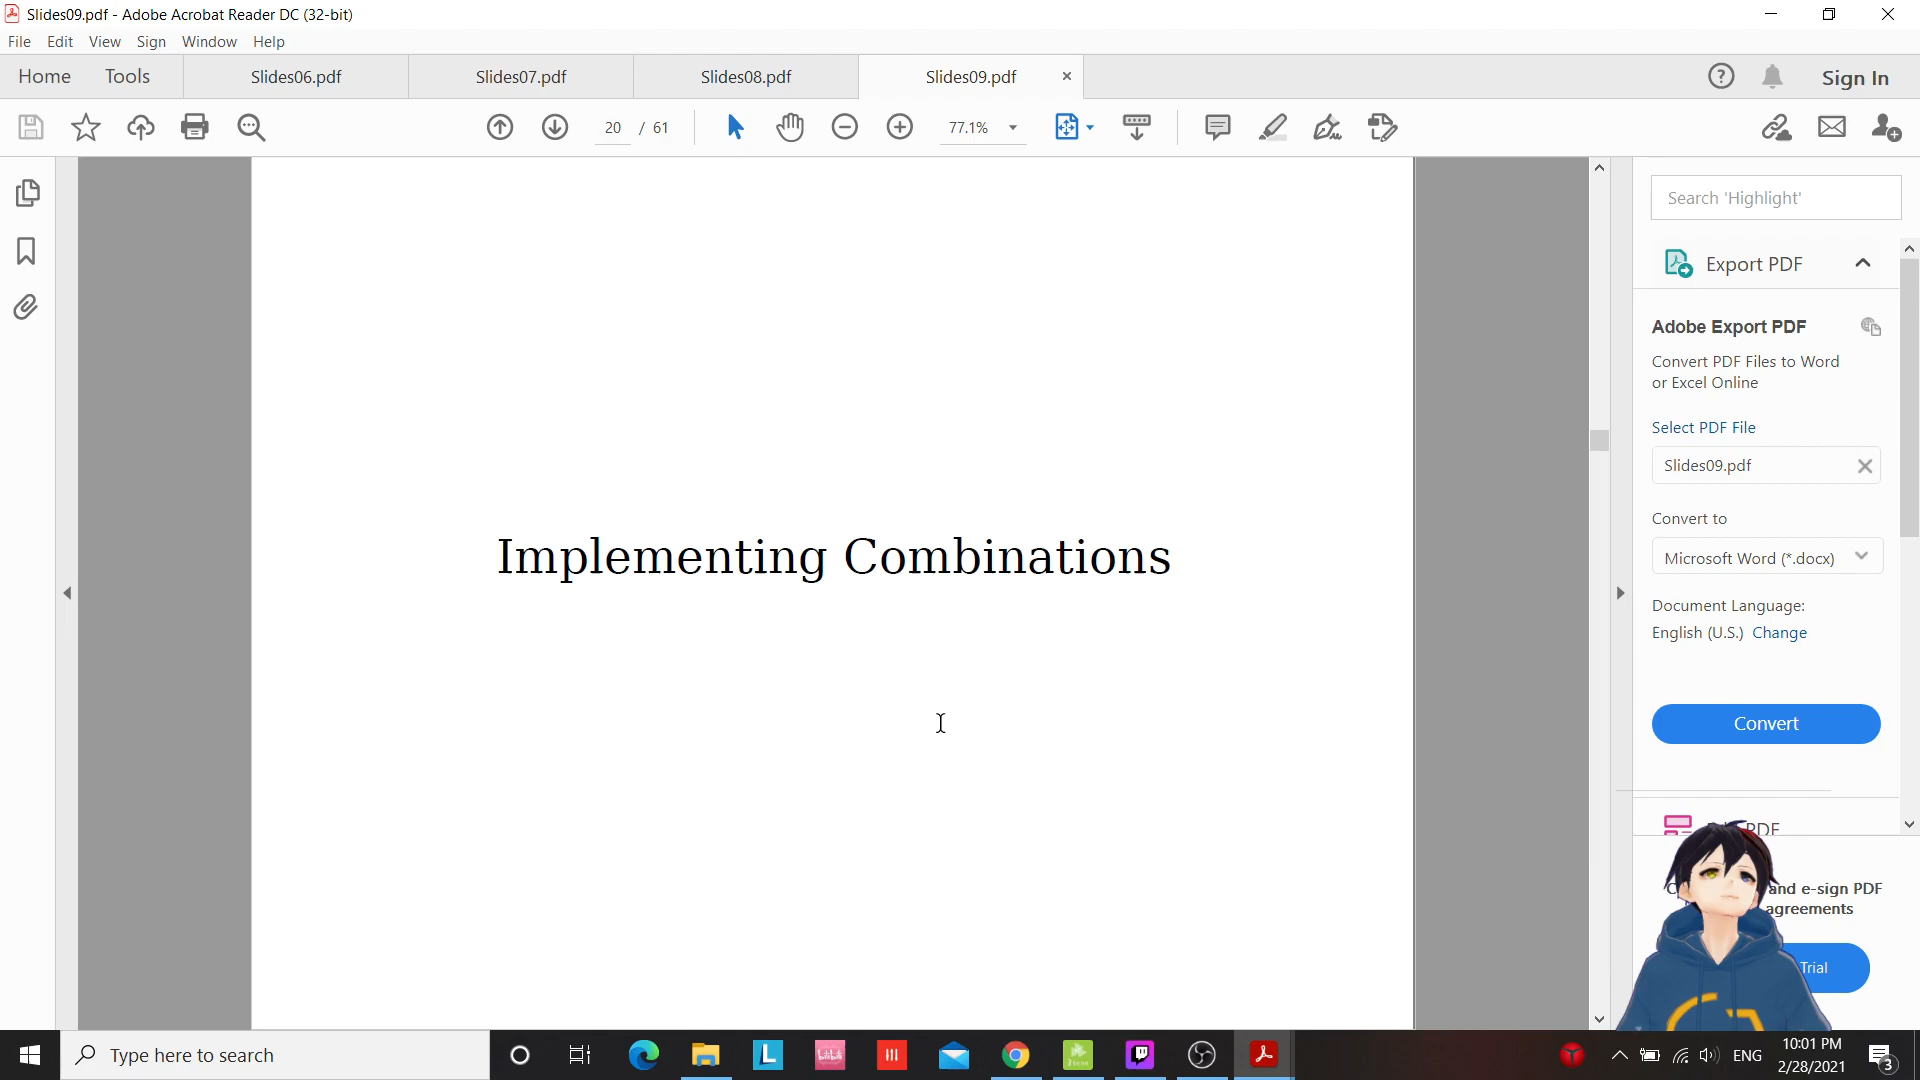 Slides09.pdf - Adobe Acrobat Reader DC (32-bit)
File Edit View Sign Window Help
Home Tools Slides06.pdf Slides07.pdf Slides08.pdf Slides09.pdf Sign In
20 / 61 77.1%
Search 'Highlight'
Export PDF
Adobe Export PDF
Convert PDF Files to Word
or Excel Online
Select PDF File
Slides09.pdf
Convert to
Microsoft Word (*.docx)
Document Language:
English (U.S.) Change
Convert
Implementing Combinations
PDF
and e-sign PDF
agreements
Trial
Type here to search
ENG
10:01 PM
2/28/2021
3